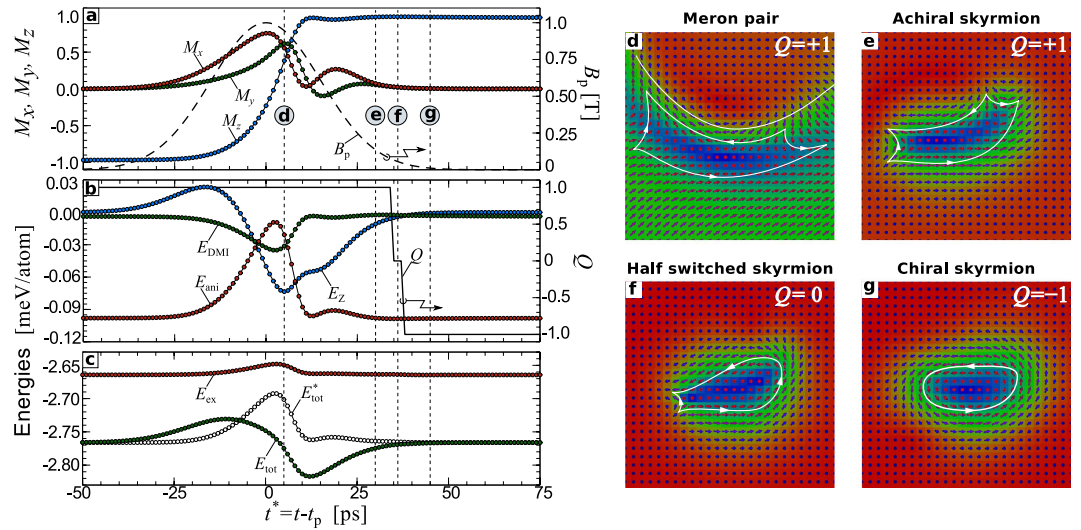 a
M_x, M_y, M_z
1.0
0.5
0.0
-0.5
-1.0
M_x
M_y
M_z
B_p
d
e
f
g
1.0
0.75
0.50
0.25
0
B_p [T]
b
0.03
0.00
-0.03
-0.06
-0.09
-0.12
E_DMI
E_ani
E_Z
Q
1.0
0.5
0
-0.5
-1.0
Q
Energies [meV/atom]
c
-2.65
-2.70
-2.75
-2.80
E_ex
E*_tot
E_tot
-50
-25
0
25
50
75
t*=t-t_p [ps]
Meron pair
d
Q=+1
Achiral skyrmion
e
Q=+1
Half switched skyrmion
f
Q=0
Chiral skyrmion
g
Q=−1